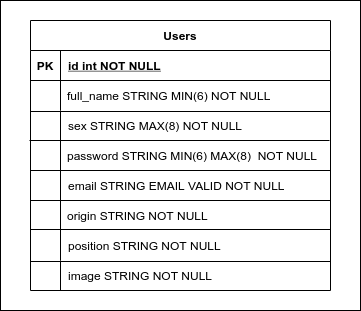 Users
PK id int NOT NULL
full_name STRING MIN(6) NOT NULL
sex STRING MAX(8) NOT NULL
password STRING MIN(6) MAX(8) NOT NULL
email STRING EMAIL VALID NOT NULL
origin STRING NOT NULL
position STRING NOT NULL
image STRING NOT NULL